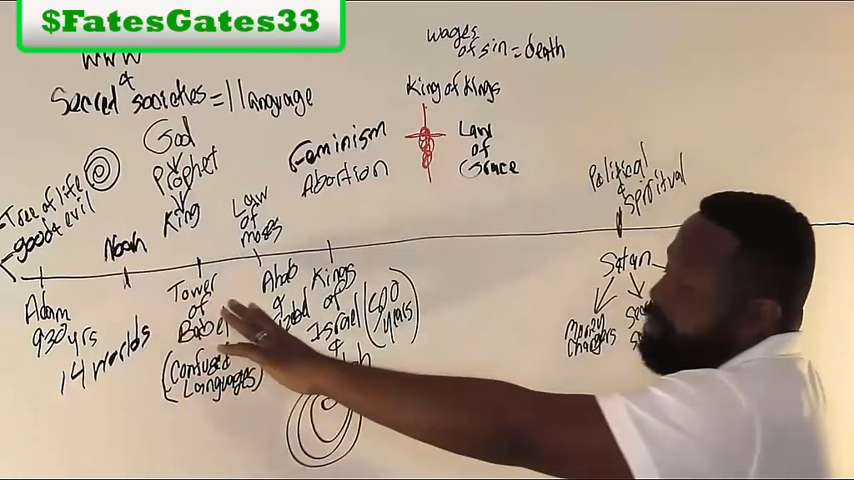 $FatesGates33
www
&
Secret societies = 1 language
wages
of sin = death
King of Kings
Law
of
Grace
God
Prophet
King
Feminism
Abortion
-Tree of life
-good & evil
Noah
Law
of
moses
Political
&
Spiritual
Adam
930 yrs
14 worlds
Tower
of
Babel
(Confused
Languages)
Ahab
&
Kings
of
Israel
&
(500
years)
Satan
Money
Changers